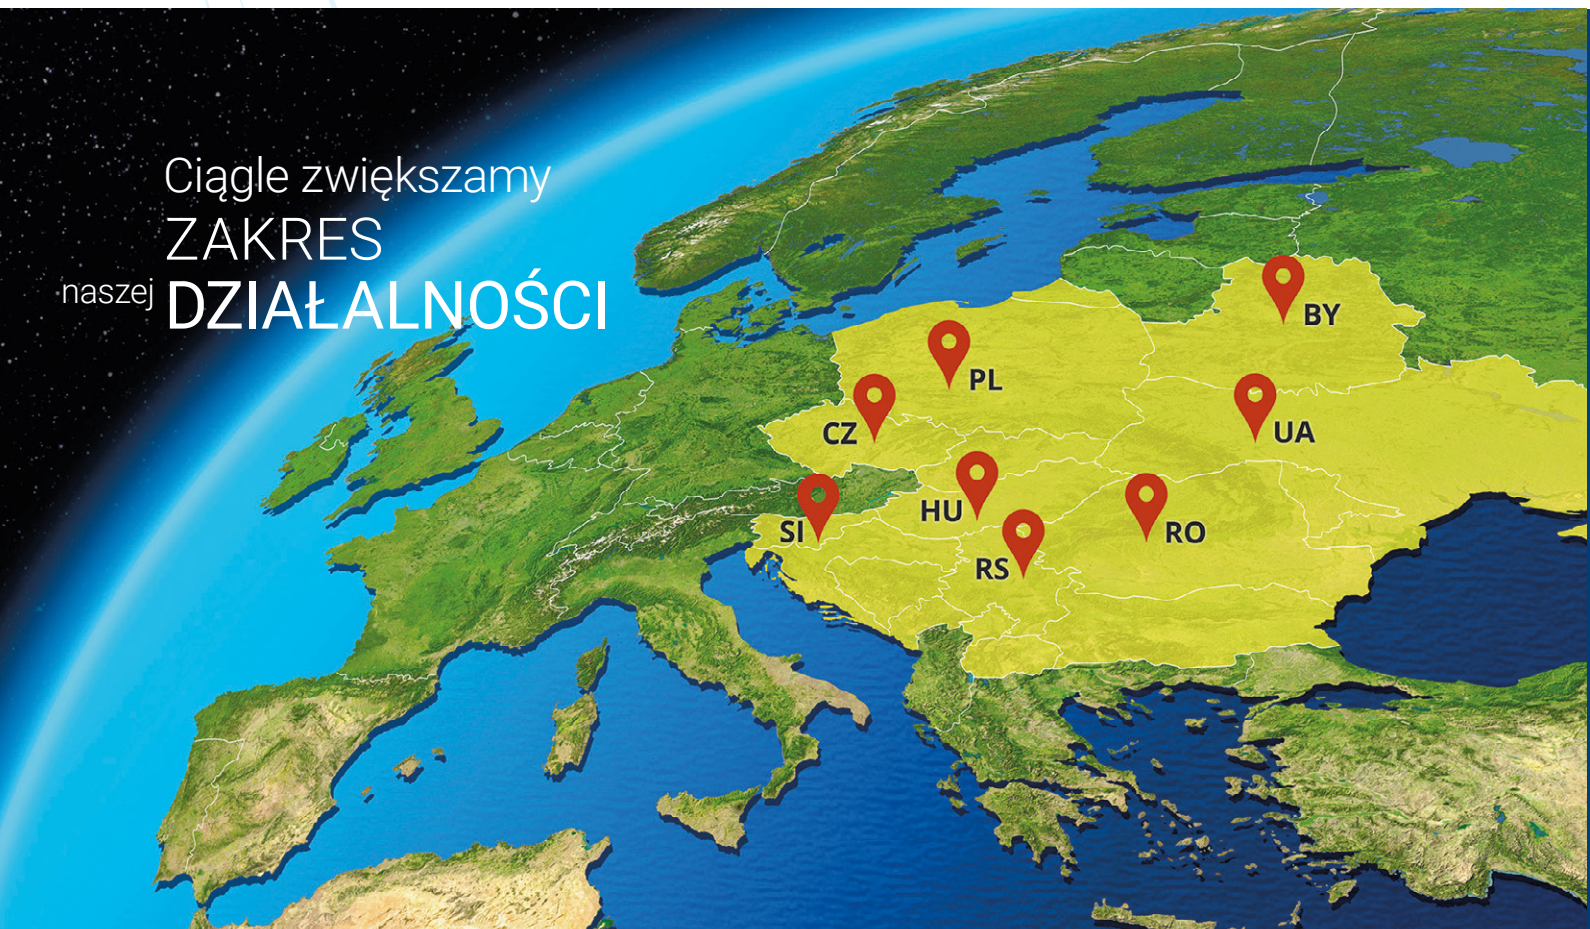 Ciągle zwiększamy
ZAKRES
naszej DZIAŁALNOŚCI
BY
PL
CZ
UA
HU
SI
RO
RS